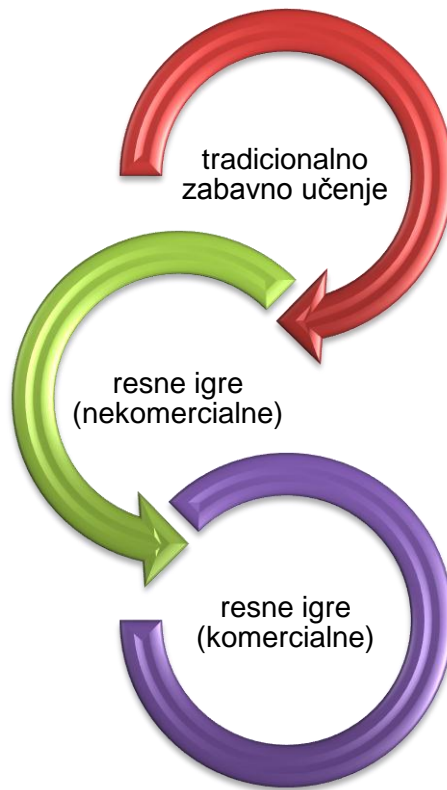 tradicionalno
zabavno učenje
resne igre
(nekomercialne)
resne igre
(komercialne)